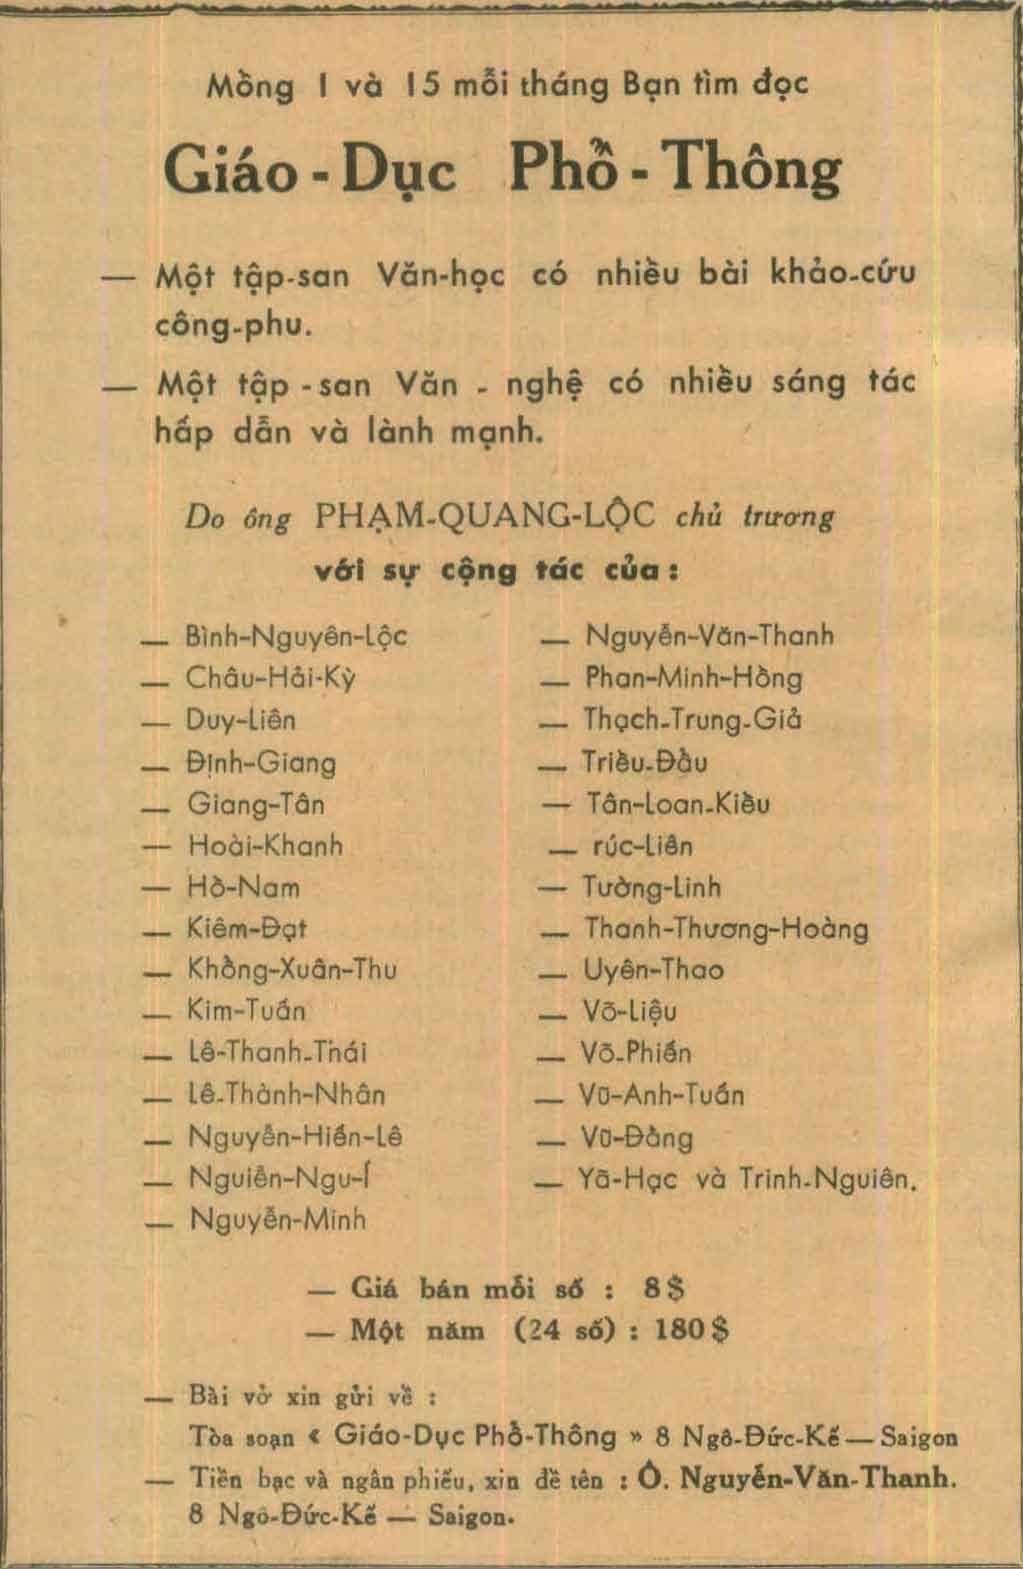 Mồng 1 và 15 mỗi tháng Bạn tìm đọc
Giáo - Dục Phổ - Thông
— Một tập-san Văn-học có nhiều bài khảo-cứu
công-phu.
— Một tập - san Văn - nghệ có nhiều sáng tác
hấp dẫn và lành mạnh.
Do ông PHẠM-QUANG-LỘC chủ trương
với sự cộng tác của :
— Bình-Nguyên-Lộc
— Châu-Hải-Kỳ
— Duy-Liên
— Định-Giang
— Giang-Tân
— Hoài-Khanh
— Hồ-Nam
— Kiêm-Đạt
— Khổng-Xuân-Thu
— Kim-Tuấn
— Lê-Thanh-Thái
— Lê-Thành-Nhân
— Nguyễn-Hiến-Lê
— Nguiễn-Ngu-Í
— Nguyễn-Minh
— Nguyễn-Văn-Thanh
— Phan-Minh-Hồng
— Thạch-Trung-Giả
— Triều-Đẩu
— Tân-Loan-Kiều
— rúc-Liên
— Tường-Linh
— Thanh-Thương-Hoàng
— Uyên-Thao
— Võ-Liệu
— Võ-Phiến
— Vũ-Anh-Tuấn
— Vũ-Đằng
— Yã-Hạc và Trinh-Nguiên.
— Giá bán mỗi số : 8$
— Một năm (24 số) : 180$
— Bài vở xin gửi về :
Tòa soạn « Giáo-Dục Phổ-Thông » 8 Ngô-Đức-Kế — Saigon
— Tiền bạc và ngân phiếu, xin đề tên : Ô. Nguyễn-Văn-Thanh.
8 Ngô-Đức-Kế — Saigon.